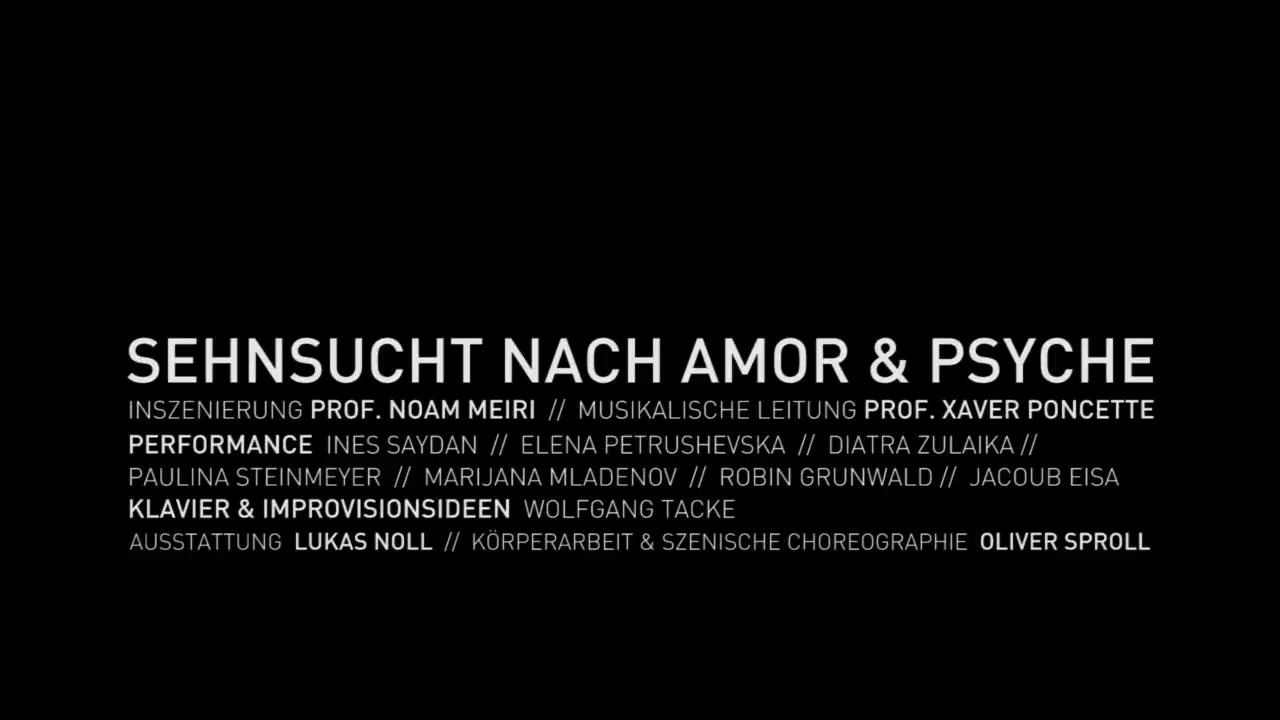 SEHNSUCHT NACH AMOR & PSYCHE
INSZENIERUNG PROF. NOAM MEIRI // MUSIKALISCHE LEITUNG PROF. XAVER PONCETTE
PERFORMANCE INES SAYDAN // ELENA PETRUSHEVSKA // DIATRA ZULAIKA //
PAULINA STEINMEYER // MARIJANA MLADENOV // ROBIN GRUNWALD // JACOUB EISA
KLAVIER & IMPROVISIONSIDEEN WOLFGANG TACKE
AUSSTATTUNG LUKAS NOLL // KÖRPERARBEIT & SZENISCHE CHOREOGRAPHIE OLIVER SPROLL